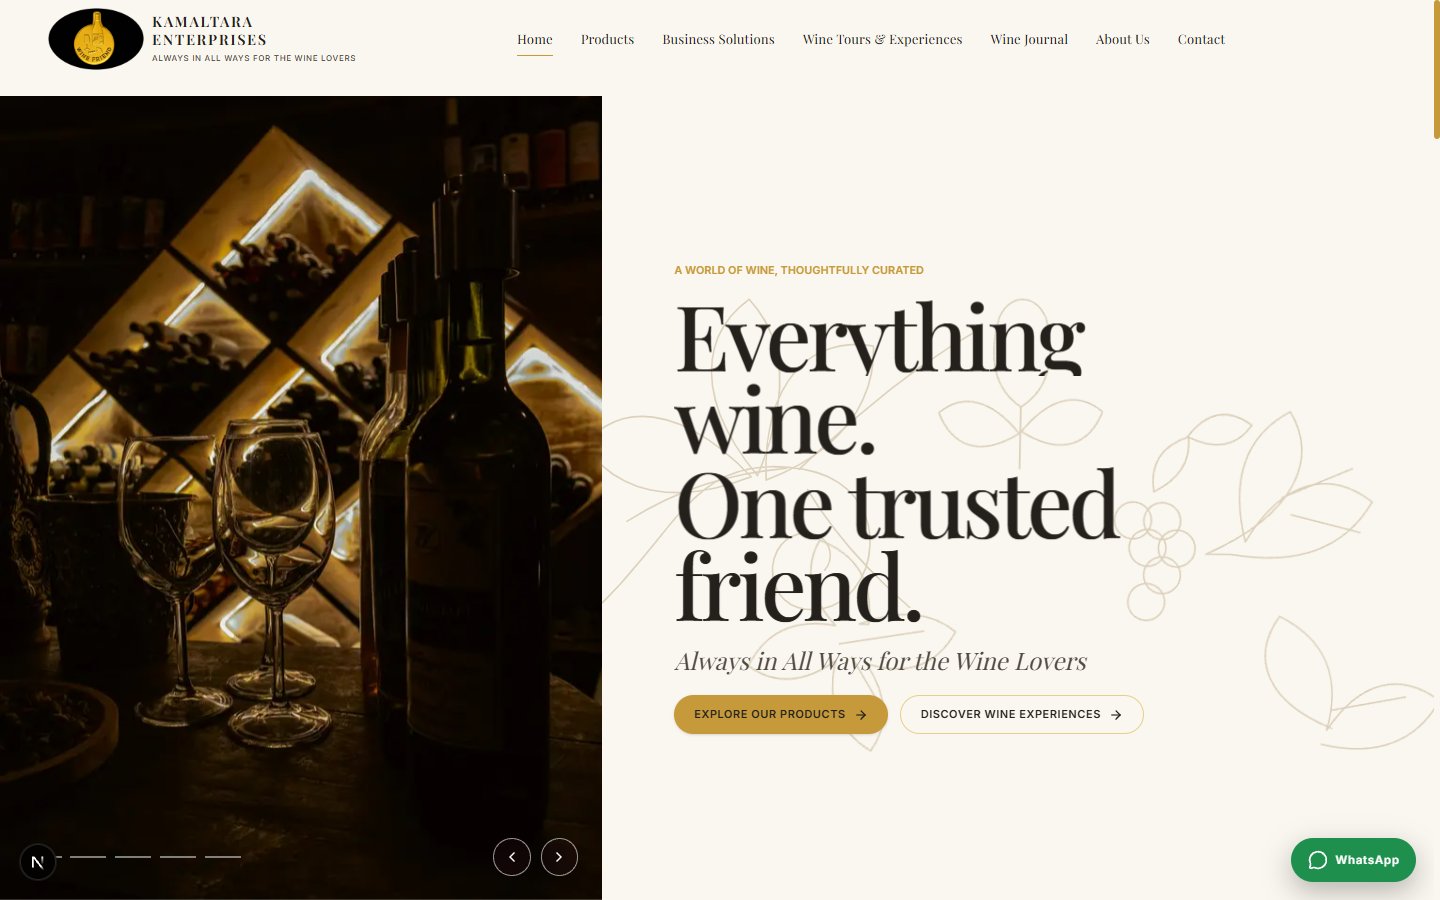 WINE FRIEND
KAMALTARA
ENTERPRISES
ALWAYS IN ALL WAYS FOR THE WINE LOVERS
Home
Products
Business Solutions
Wine Tours & Experiences
Wine Journal
About Us
Contact
A WORLD OF WINE, THOUGHTFULLY CURATED
Everything
wine.
One trusted
friend.
Always in All Ways for the Wine Lovers
EXPLORE OUR PRODUCTS
DISCOVER WINE EXPERIENCES
N
WhatsApp